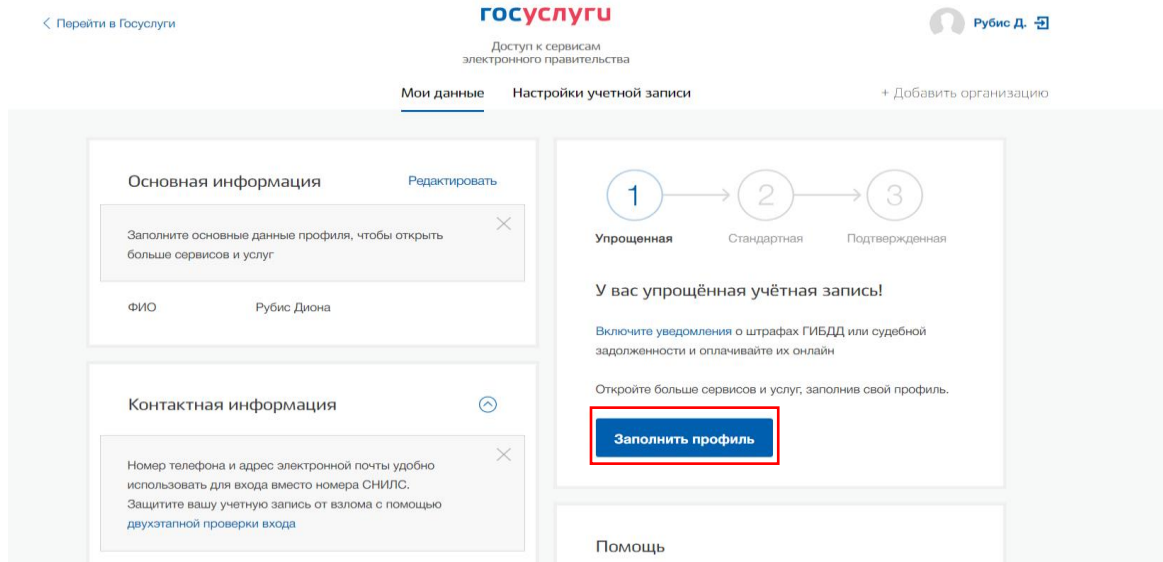 Перейти в Госуслуги
госуслуги
Рубис Д.
Доступ к сервисам
электронного правительства
Мои данные
Настройки учетной записи
+ Добавить организацию
Основная информация
Редактировать
Заполните основные данные профиля, чтобы открыть
больше сервисов и услуг
ФИО
Рубис Диона
Контактная информация
Номер телефона и адрес электронной почты удобно
использовать для входа вместо номера СНИЛС.
Защитите вашу учетную запись от взлома с помощью
двухэтапной проверки входа
1
2
3
Упрощенная
Стандартная
Подтвержденная
У вас упрощённая учётная запись!
Включите уведомления о штрафах ГИБДД или судебной
задолженности и оплачивайте их онлайн
Откройте больше сервисов и услуг, заполнив свой профиль.
Заполнить профиль
Помощь